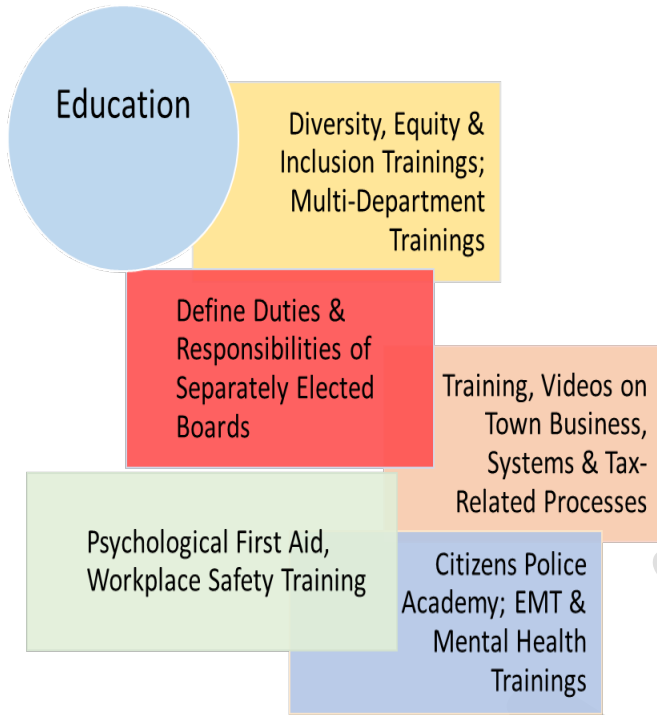 Education
Diversity, Equity &
Inclusion Trainings;
Multi-Department
Trainings
Define Duties &
Responsibilities of
Separately Elected
Boards
Training, Videos on
Town Business,
Systems & Tax-
Related Processes
Psychological First Aid,
Workplace Safety Training
Citizens Police
Academy; EMT &
Mental Health
Trainings